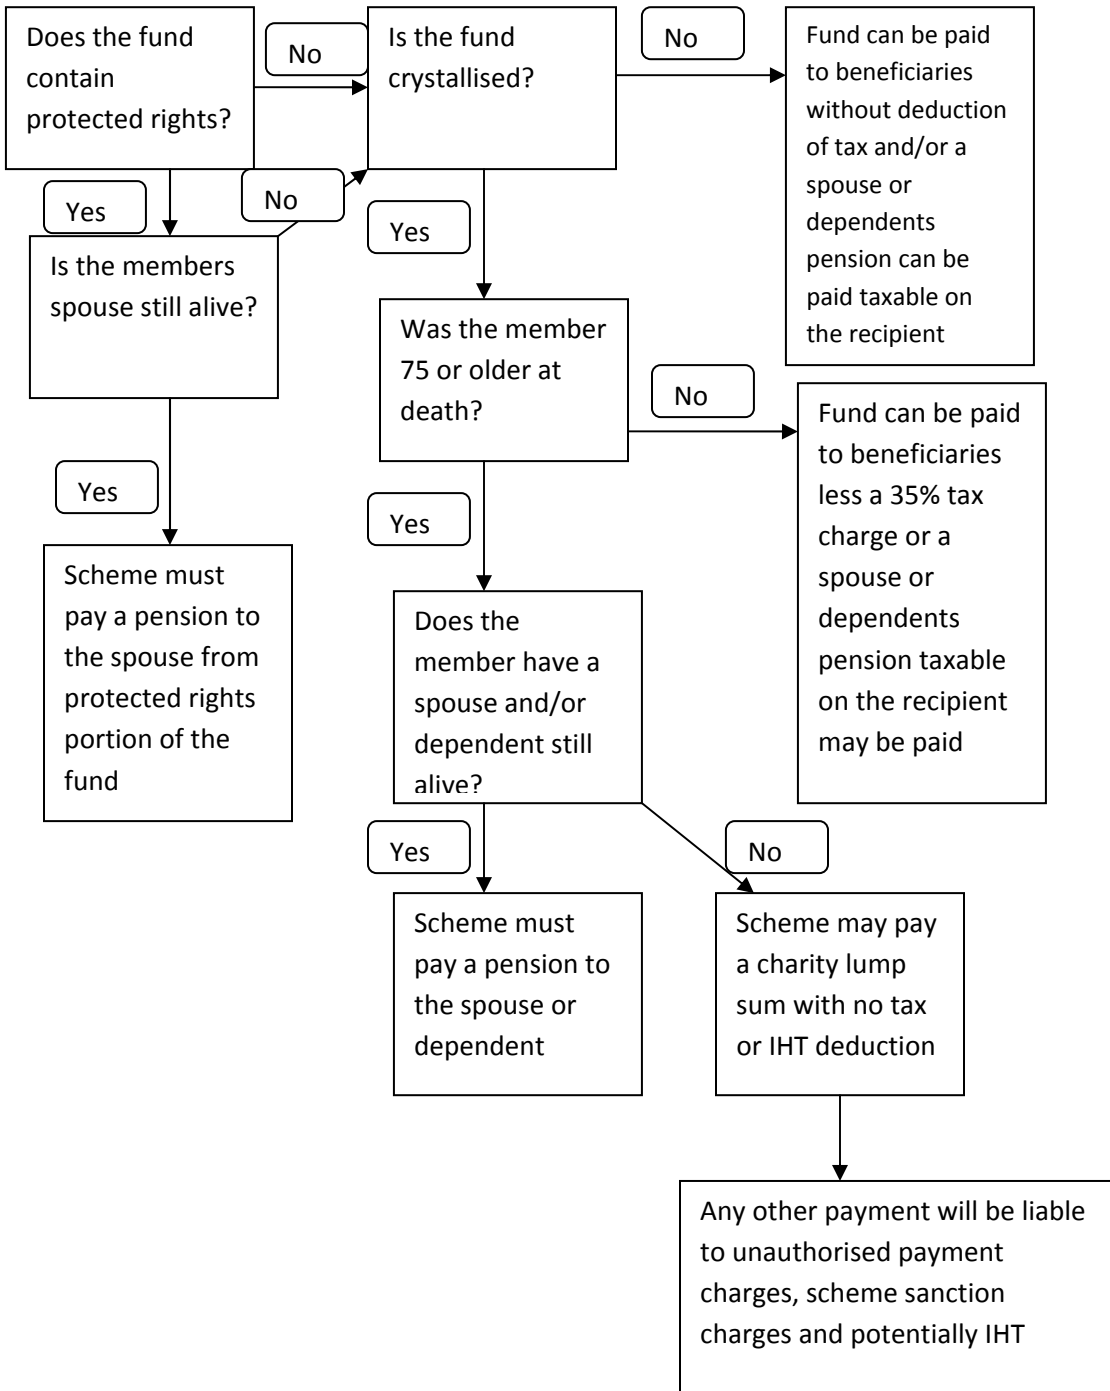 Does the fund
contain
protected rights?
No
Is the fund
crystallised?
No
Fund can be paid
to beneficiaries
without deduction
of tax and/or a
spouse or
dependents
pension can be
paid taxable on
the recipient
Yes
No
Yes
Is the members
spouse still alive?
Was the member
75 or older at
death?
No
Fund can be paid
to beneficiaries
less a 35% tax
charge or a
spouse or
dependents
pension taxable
on the recipient
may be paid
Yes
Yes
Scheme must
pay a pension to
the spouse from
protected rights
portion of the
fund
Does the
member have a
spouse and/or
dependent still
alive?
Yes
No
Scheme must
pay a pension to
the spouse or
dependent
Scheme may pay
a charity lump
sum with no tax
or IHT deduction
Any other payment will be liable
to unauthorised payment
charges, scheme sanction
charges and potentially IHT